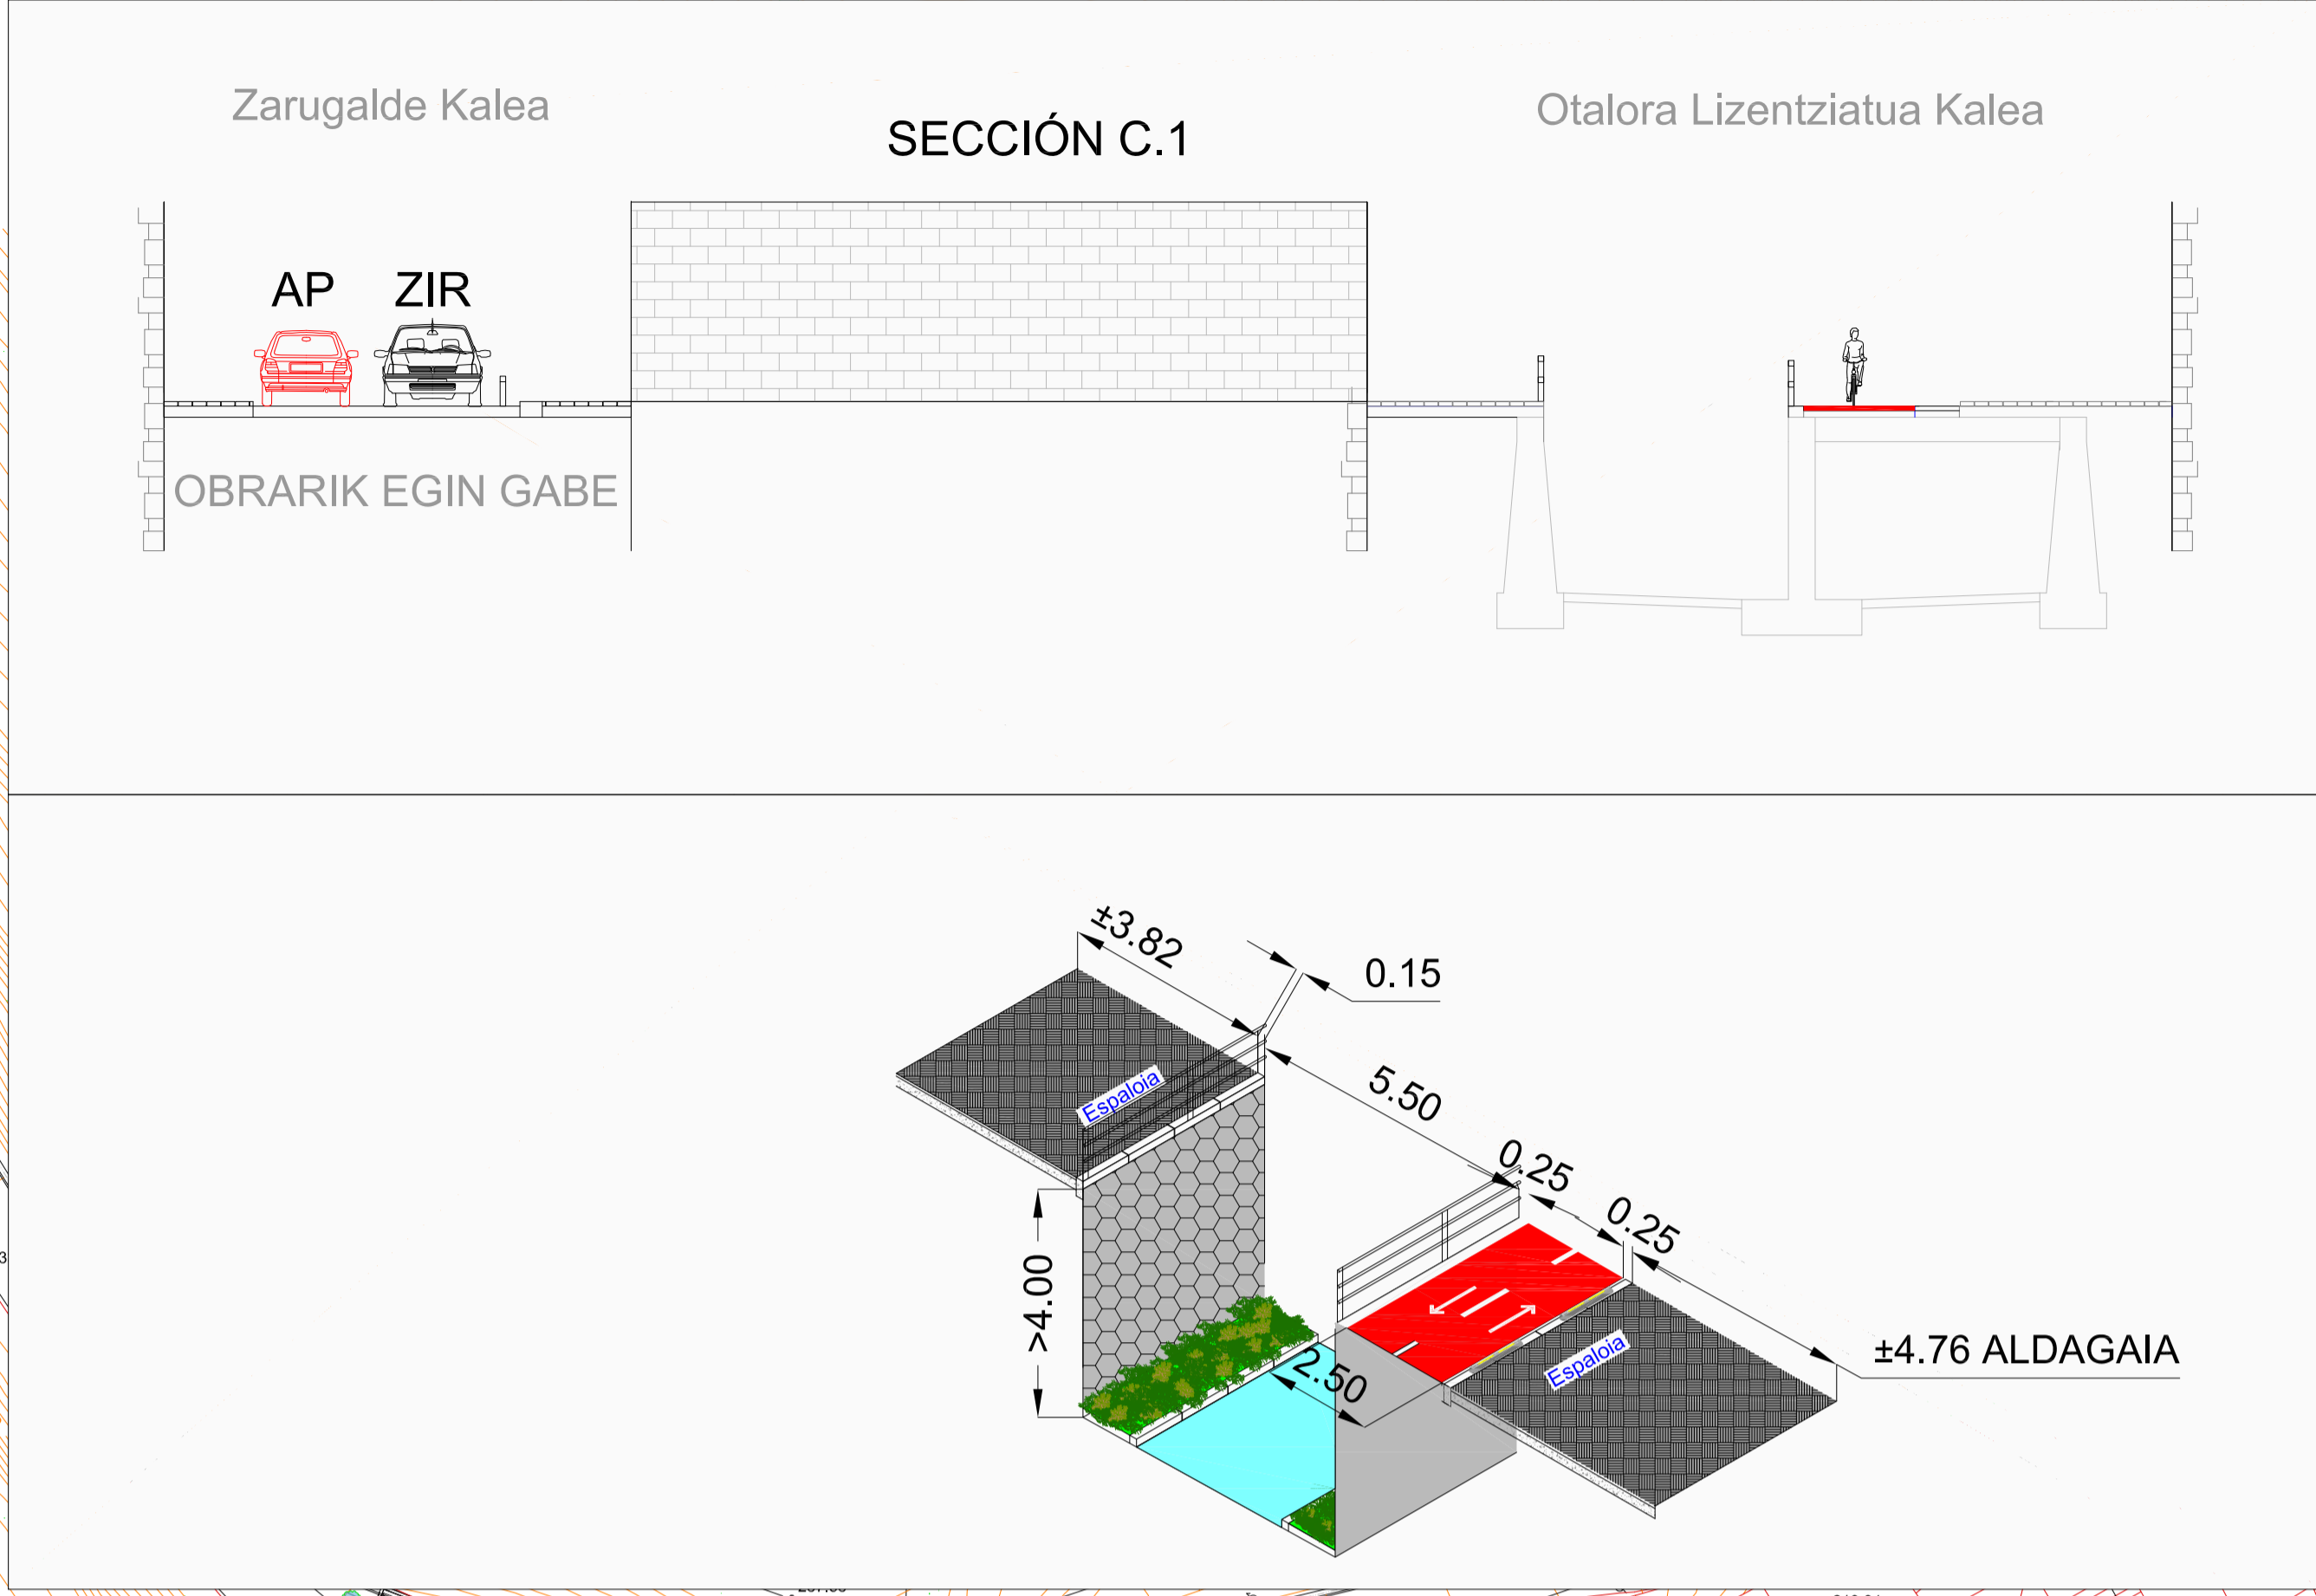 Zarugalde Kalea
Otalora Lizentziatua Kalea
SECCIÓN C.1
AP
ZIR
OBRARIK EGIN GABE
±3.82
0.15
Espaloia
5.50
0.25
0.25
>4.00
2.50
Espaloia
±4.76 ALDAGAIA
3